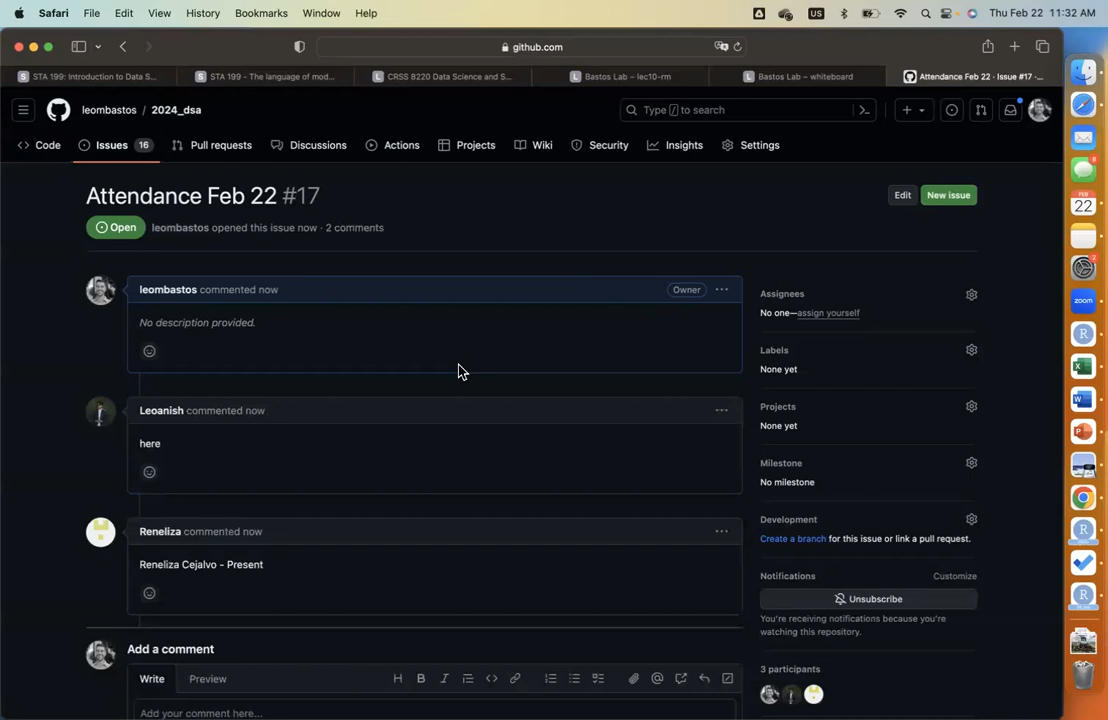 Safari File Edit View History Bookmarks Window Help US Thu Feb 22 11:32 AM
github.com
STA 199: Introduction to Data S... STA 199 - The language of mod... CRSS 8220 Data Science and S... Bastos Lab – lec10-rm Bastos Lab – whiteboard Attendance Feb 22 · Issue #17 ·...
leombastos / 2024_dsa Type / to search
Code Issues 16 Pull requests Discussions Actions Projects Wiki Security Insights Settings
Attendance Feb 22 #17 Edit New issue
Open leombastos opened this issue now · 2 comments
leombastos commented now Owner
No description provided.
Leoanish commented now
here
Reneliza commented now
Reneliza Cejalvo - Present
Add a comment
Write Preview
Add your comment here...
Assignees
No one—assign yourself
Labels
None yet
Projects
None yet
Milestone
No milestone
Development
Create a branch for this issue or link a pull request.
Notifications Customize
Unsubscribe
You're receiving notifications because you're
watching this repository.
3 participants
FEB
22
zoom